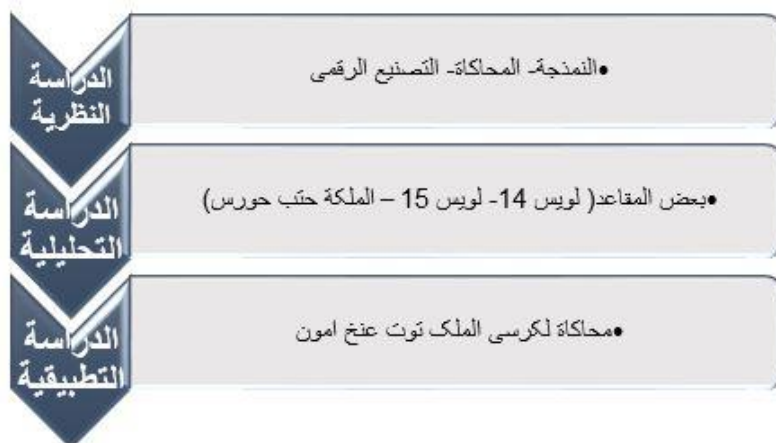 الدراسة
النظرية
•النمذجة- المحاكاة- التصنيع الرقمى
الدراسة
التحليلية
•بعض المقاعد( لويس 14- لويس 15 – الملكة حتب حورس)
الدراسة
التطبيقية
•محاكاة لكرسى الملك توت عنخ امون